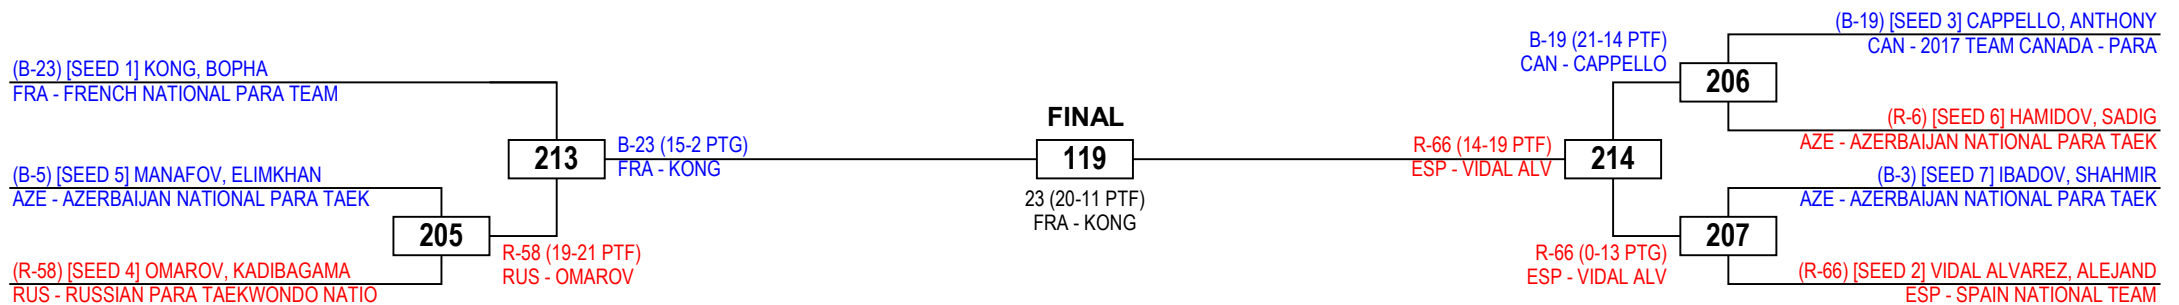 (B-23) [SEED 1] KONG, BOPHA
FRA - FRENCH NATIONAL PARA TEAM
(B-5) [SEED 5] MANAFOV, ELIMKHAN
AZE - AZERBAIJAN NATIONAL PARA TAEK
(R-58) [SEED 4] OMAROV, KADIBAGAMA
RUS - RUSSIAN PARA TAEKWONDO NATIO
205
R-58 (19-21 PTF)
RUS - OMAROV
213
B-23 (15-2 PTG)
FRA - KONG
FINAL
119
23 (20-11 PTF)
FRA - KONG
R-66 (14-19 PTF)
ESP - VIDAL ALV
214
B-19 (21-14 PTF)
CAN - CAPPELLO
206
R-66 (0-13 PTG)
ESP - VIDAL ALV
207
(B-19) [SEED 3] CAPPELLO, ANTHONY
CAN - 2017 TEAM CANADA - PARA
(R-6) [SEED 6] HAMIDOV, SADIG
AZE - AZERBAIJAN NATIONAL PARA TAEK
(B-3) [SEED 7] IBADOV, SHAHMIR
AZE - AZERBAIJAN NATIONAL PARA TAEK
(R-66) [SEED 2] VIDAL ALVAREZ, ALEJAND
ESP - SPAIN NATIONAL TEAM